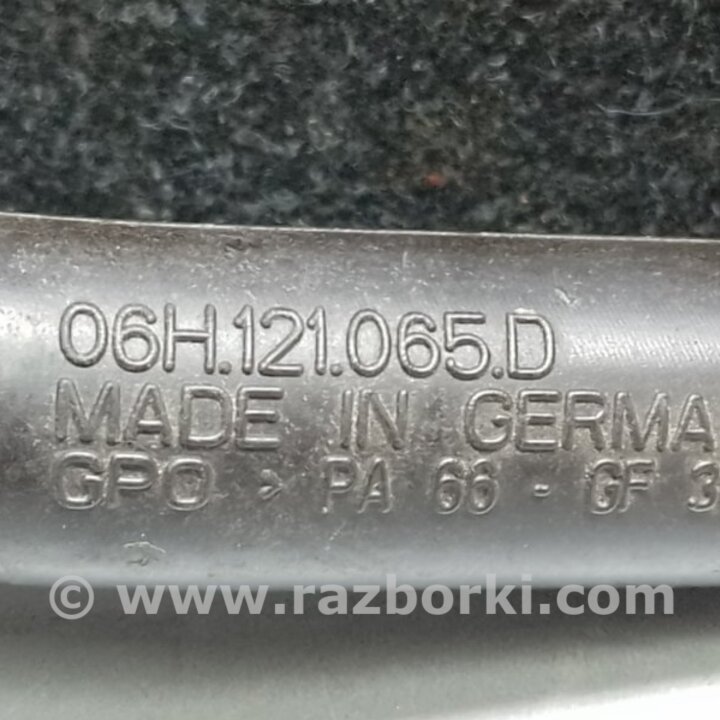 06H.121.065.D
MADE IN GERMA
GPO > PA 66 - GF 3
© www.razborki.com